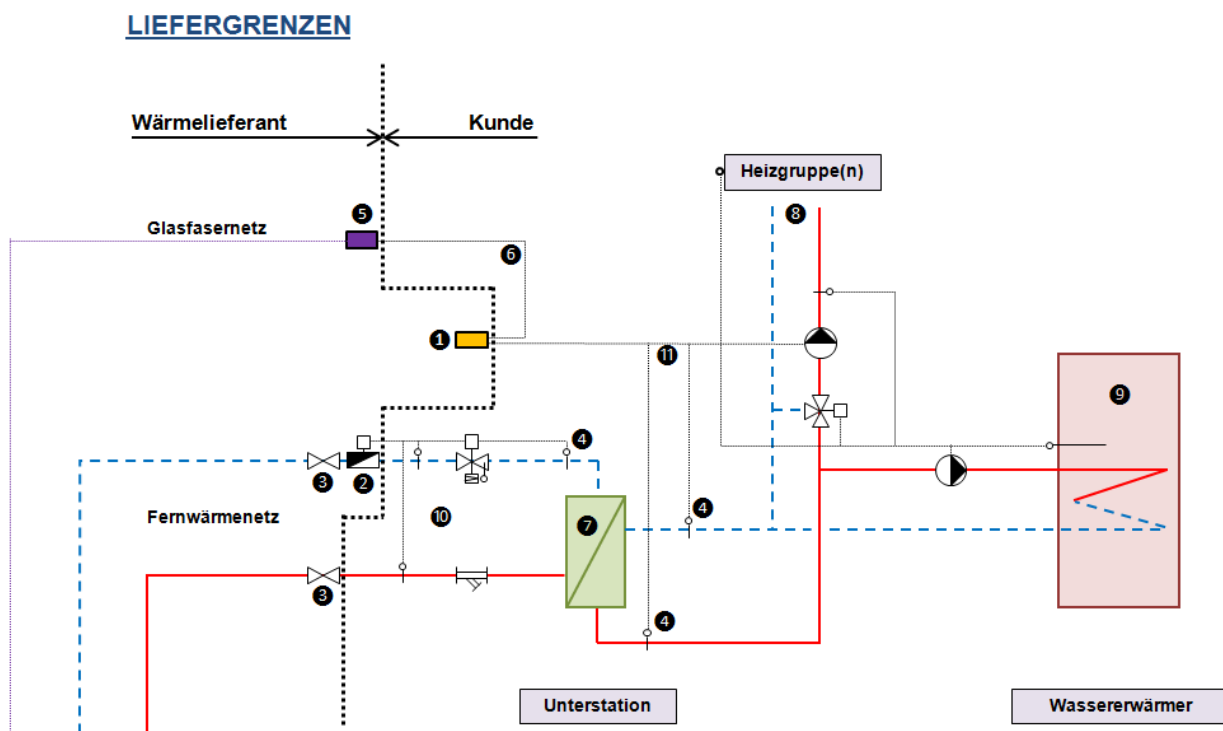 LIEFERGRENZEN
Wärmelieferant Kunde
Heizgruppe(n)
5
8
Glasfasernetz
6
1
11
9
4
3 2
Fernwärmenetz
10
7
4
3
4
Unterstation
Wassererwärmer